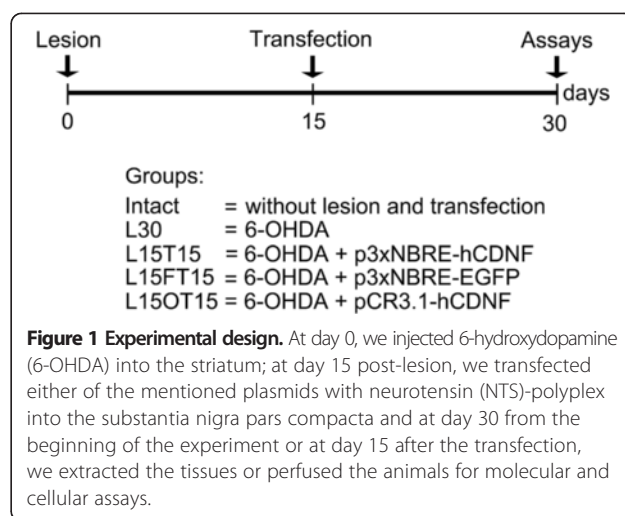 Lesion Transfection Assays
days
0 15 30
Groups:
Intact = without lesion and transfection
L30 = 6-OHDA
L15T15 = 6-OHDA + p3xNBRE-hCDNF
L15FT15 = 6-OHDA + p3xNBRE-EGFP
L15OT15 = 6-OHDA + pCR3.1-hCDNF
Figure 1 Experimental design. At day 0, we injected 6-hydroxydopamine
(6-OHDA) into the striatum; at day 15 post-lesion, we transfected
either of the mentioned plasmids with neurotensin (NTS)-polyplex
into the substantia nigra pars compacta and at day 30 from the
beginning of the experiment or at day 15 after the transfection,
we extracted the tissues or perfused the animals for molecular and
cellular assays.